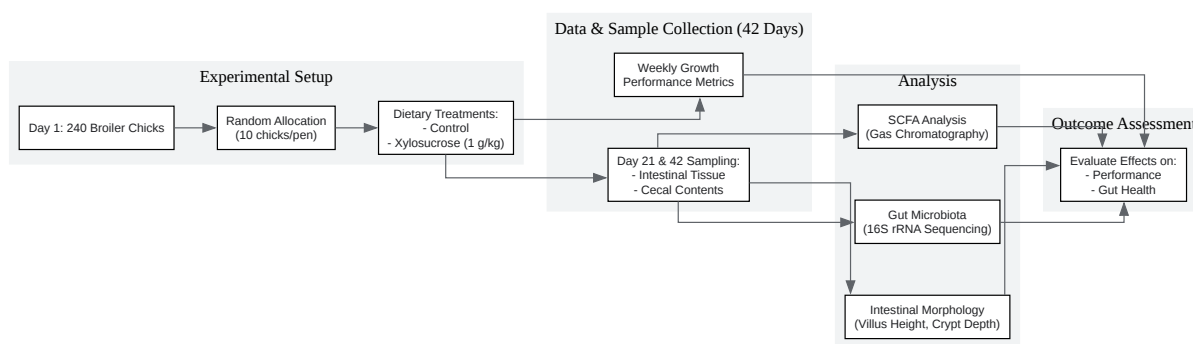 Experimental Setup
Day 1: 240 Broiler Chicks
Random Allocation
(10 chicks/pen)
Dietary Treatments:
- Control
- Xylosucrose (1 g/kg)
Data & Sample Collection (42 Days)
Weekly Growth
Performance Metrics
Day 21 & 42 Sampling:
- Intestinal Tissue
- Cecal Contents
Analysis
SCFA Analysis
(Gas Chromatography)
Gut Microbiota
(16S rRNA Sequencing)
Intestinal Morphology
(Villus Height, Crypt Depth)
Outcome Assessment
Evaluate Effects on:
- Performance
- Gut Health